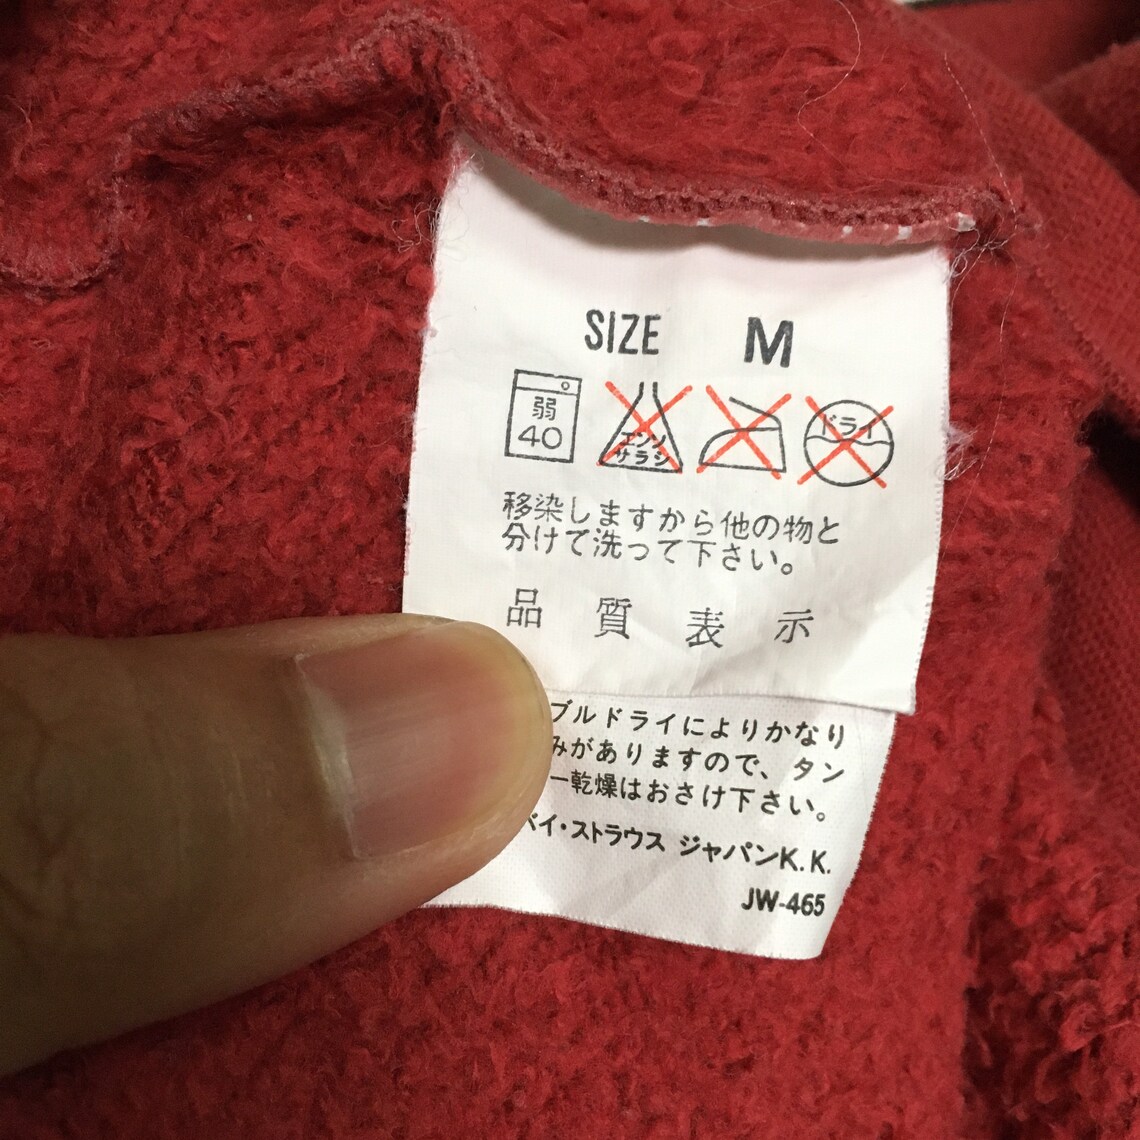 SIZE M
弱
40
エンソ
サラシ
ドライ
移染しますから他の物と
分けて洗って下さい。
品質表示
ブルドライによりかなり
みがありますので、タン
ー乾燥はおさけ下さい。
バイ・ストラウス ジャパンK.K.
JW-465